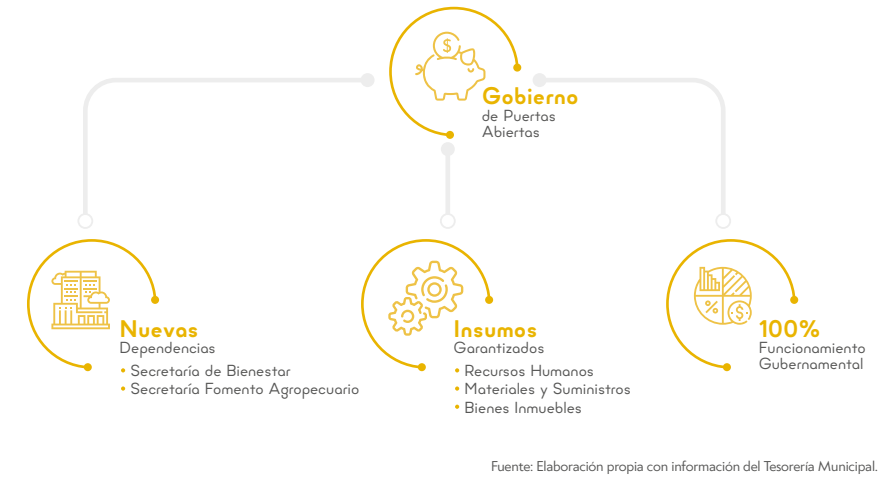 $
Gobierno
de Puertas
Abiertas
Nuevas
Dependencias
• Secretaría de Bienestar
• Secretaría Fomento Agropecuario
Insumos
Garantizados
• Recursos Humanos
• Materiales y Suministros
• Bienes Inmuebles
%
$
100%
Funcionamiento
Gubernamental
Fuente: Elaboración propia con información del Tesorería Municipal.